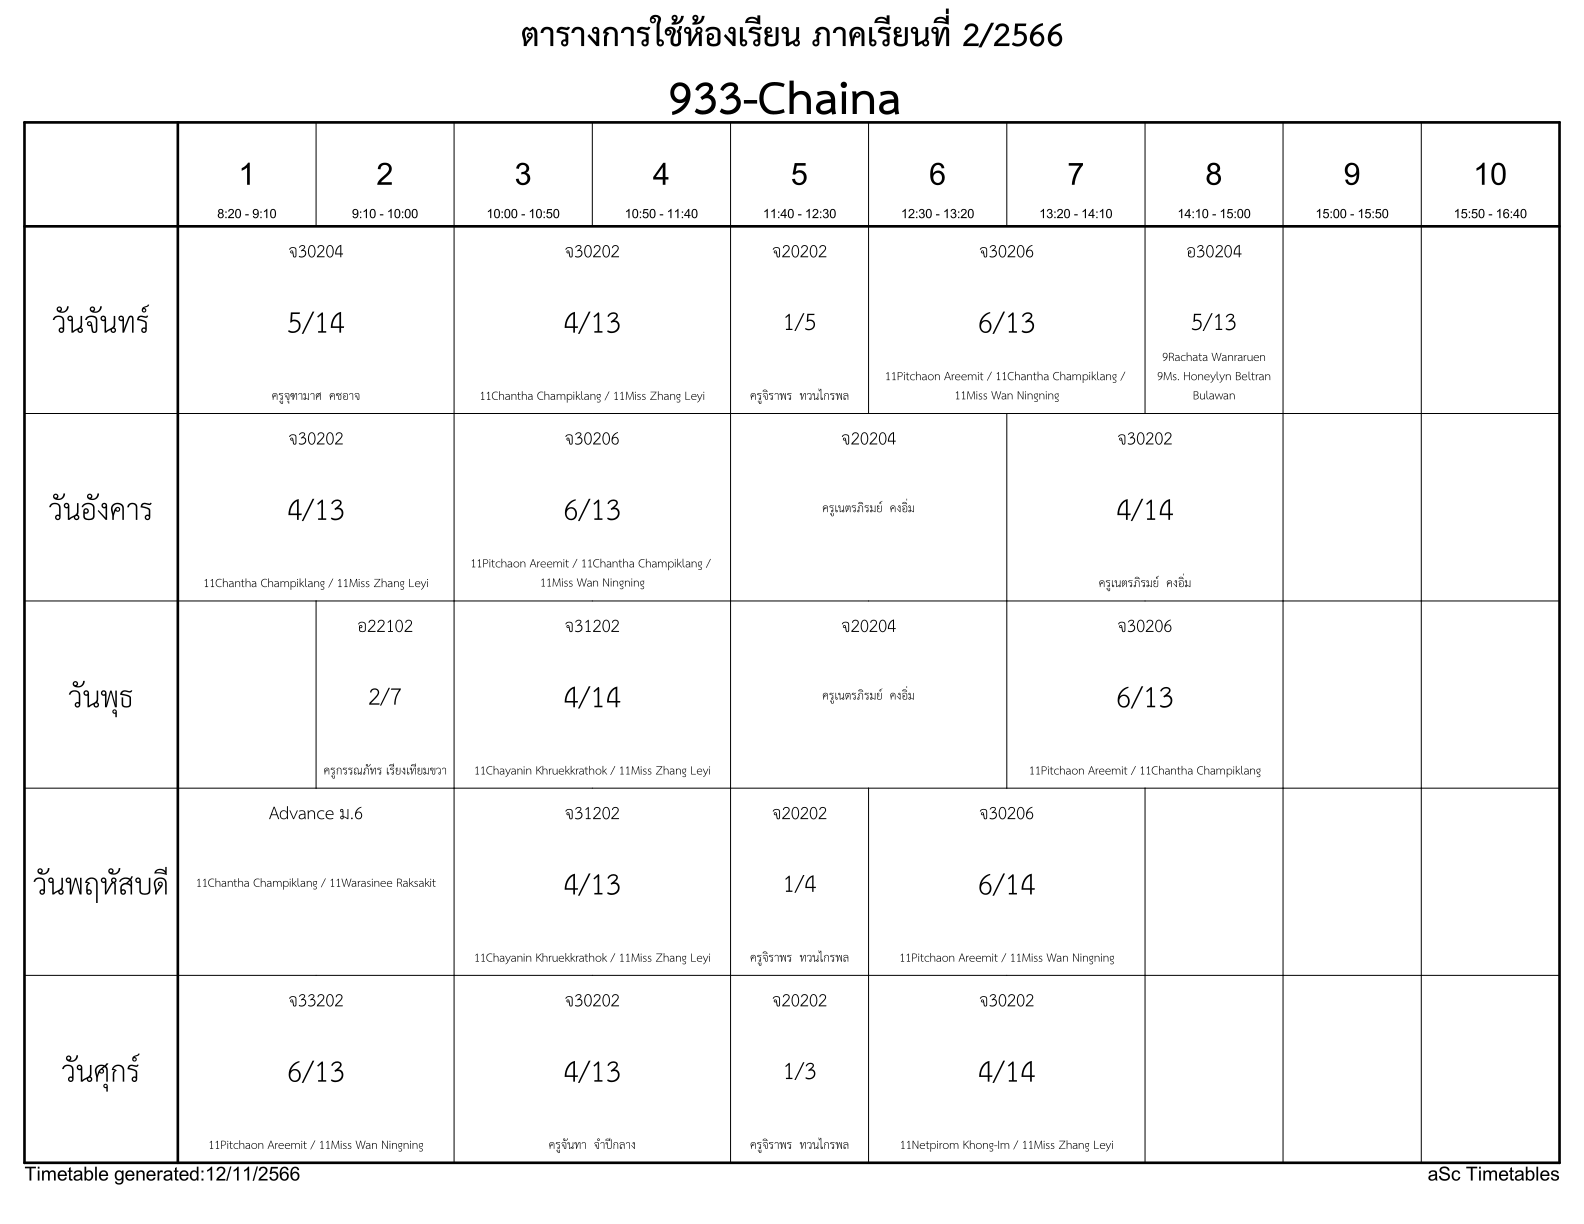 ตารางการใช้ห้องเรียน ภาคเรียนที่ 2/2566
933-Chaina
1 2 3 4 5 6 7 8 9 10
8:20 - 9:10 9:10 - 10:00 10:00 - 10:50 10:50 - 11:40 11:40 - 12:30 12:30 - 13:20 13:20 - 14:10 14:10 - 15:00 15:00 - 15:50 15:50 - 16:40
วันจันทร์
จ30204
5/14
ครูจุฑามาศ คชอาจ
จ30202
4/13
11Chantha Champiklang / 11Miss Zhang Leyi
จ20202
1/5
ครูจิราพร ทวนไกรพล
จ30206
6/13
11Pitchaon Areemit / 11Chantha Champiklang /
11Miss Wan Ningning
อ30204
5/13
9Rachata Wanraruen
9Ms. Honeylyn Beltran
Bulawan
วันอังคาร
จ30202
4/13
11Chantha Champiklang / 11Miss Zhang Leyi
จ30206
6/13
11Pitchaon Areemit / 11Chantha Champiklang /
11Miss Wan Ningning
จ20204
ครูเนตรภิรมย์ คงอิ่ม
จ30202
4/14
ครูเนตรภิรมย์ คงอิ่ม
วันพุธ
อ22102
2/7
ครูกรรณภัทร เรียงเทียมขวา
จ31202
4/14
11Chayanin Khruekkrathok / 11Miss Zhang Leyi
จ20204
ครูเนตรภิรมย์ คงอิ่ม
จ30206
6/13
11Pitchaon Areemit / 11Chantha Champiklang
วันพฤหัสบดี
Advance ม.6
11Chantha Champiklang / 11Warasinee Raksakit
จ31202
4/13
11Chayanin Khruekkrathok / 11Miss Zhang Leyi
จ20202
1/4
ครูจิราพร ทวนไกรพล
จ30206
6/14
11Pitchaon Areemit / 11Miss Wan Ningning
วันศุกร์
จ33202
6/13
11Pitchaon Areemit / 11Miss Wan Ningning
จ30202
4/13
ครูจันทา จำปีกลาง
จ20202
1/3
ครูจิราพร ทวนไกรพล
จ30202
4/14
11Netpirom Khong-Im / 11Miss Zhang Leyi
Timetable generated:12/11/2566
aSc Timetables